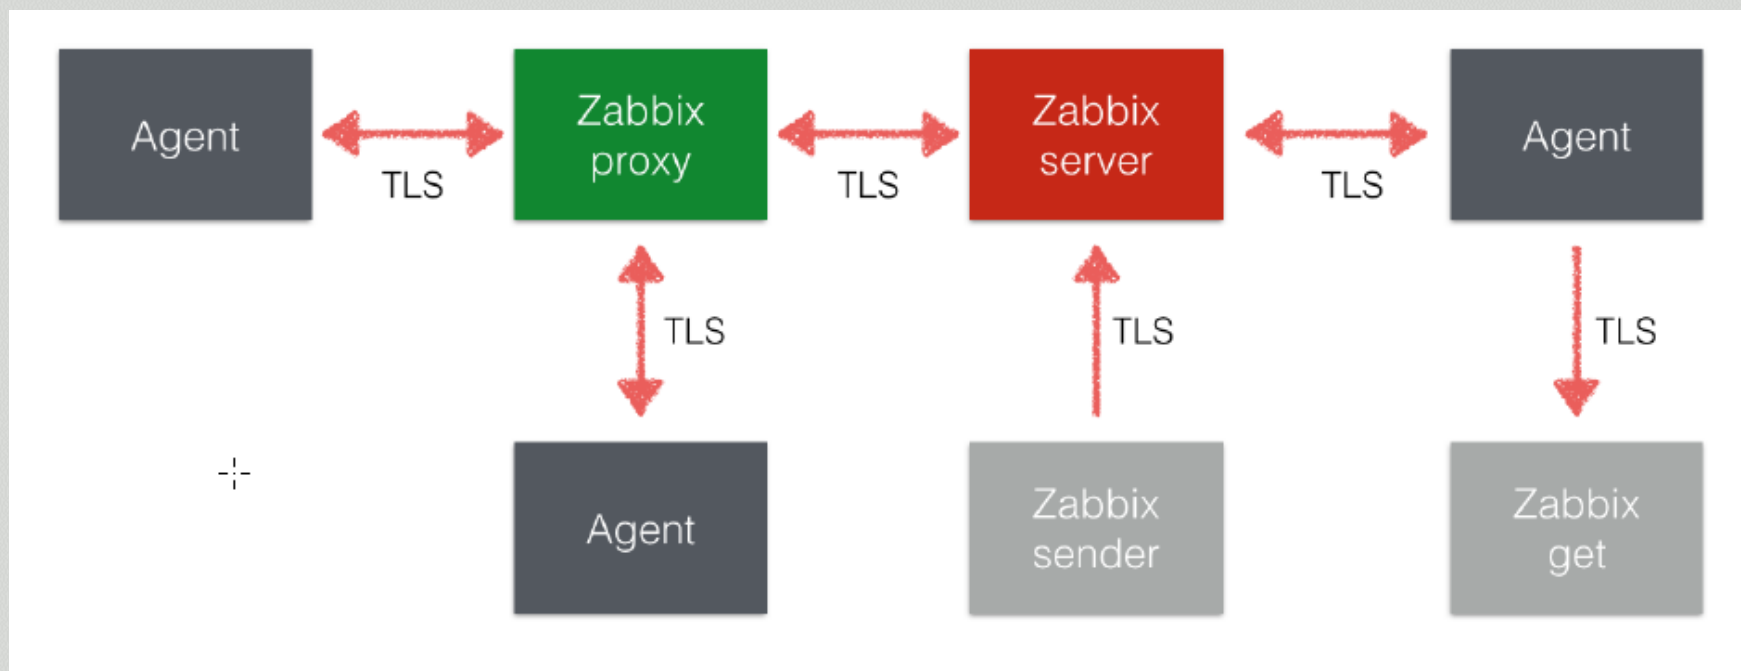 Agent
TLS
Zabbix
proxy
TLS
Zabbix
server
TLS
Agent
TLS
TLS
TLS
Agent
Zabbix
sender
Zabbix
get